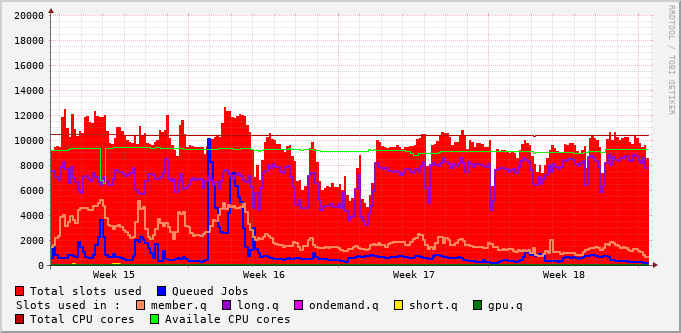 20000
18000
16000
14000
12000
10000
8000
6000
4000
2000
0
Week 15 Week 16 Week 17 Week 18
RRDTOOL / TOBI OETIKER
Total slots used Queued Jobs
Slots used in : member.q long.q ondemand.q short.q gpu.q
Total CPU cores Availale CPU cores